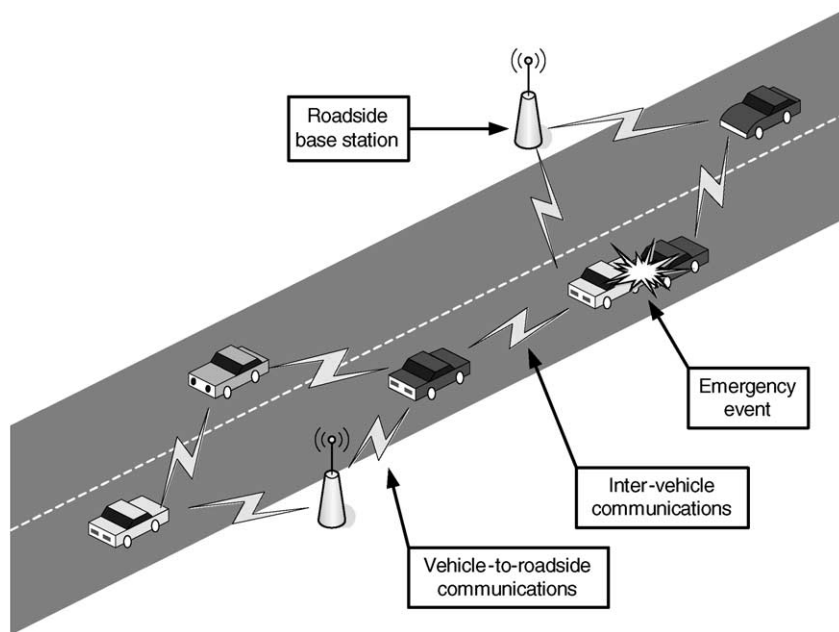 Roadside
base station
Emergency
event
Inter-vehicle
communications
Vehicle-to-roadside
communications